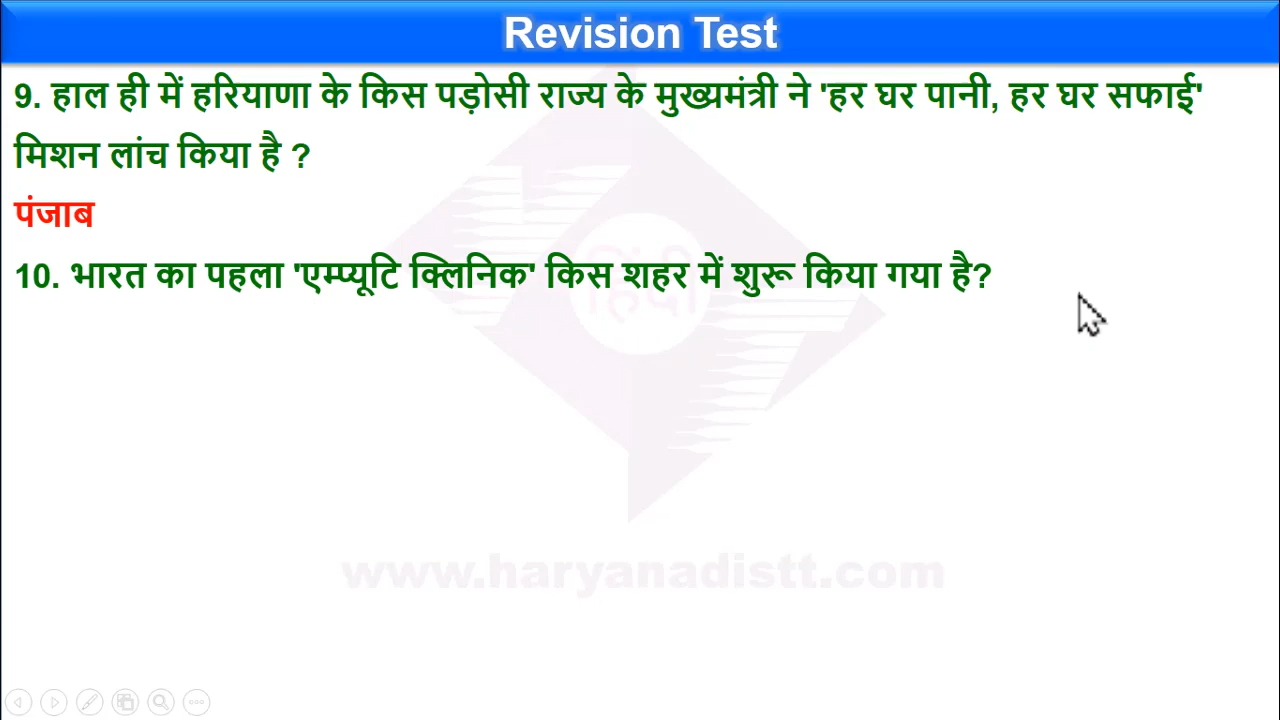 Revision Test
9. हाल ही में हरियाणा के किस पड़ोसी राज्य के मुख्यमंत्री ने 'हर घर पानी, हर घर सफाई'
मिशन लांच किया है ?
पंजाब
10. भारत का पहला 'एम्प्यूटि क्लिनिक' किस शहर में शुरू किया गया है?
हिंदी
www.haryanadistt.com